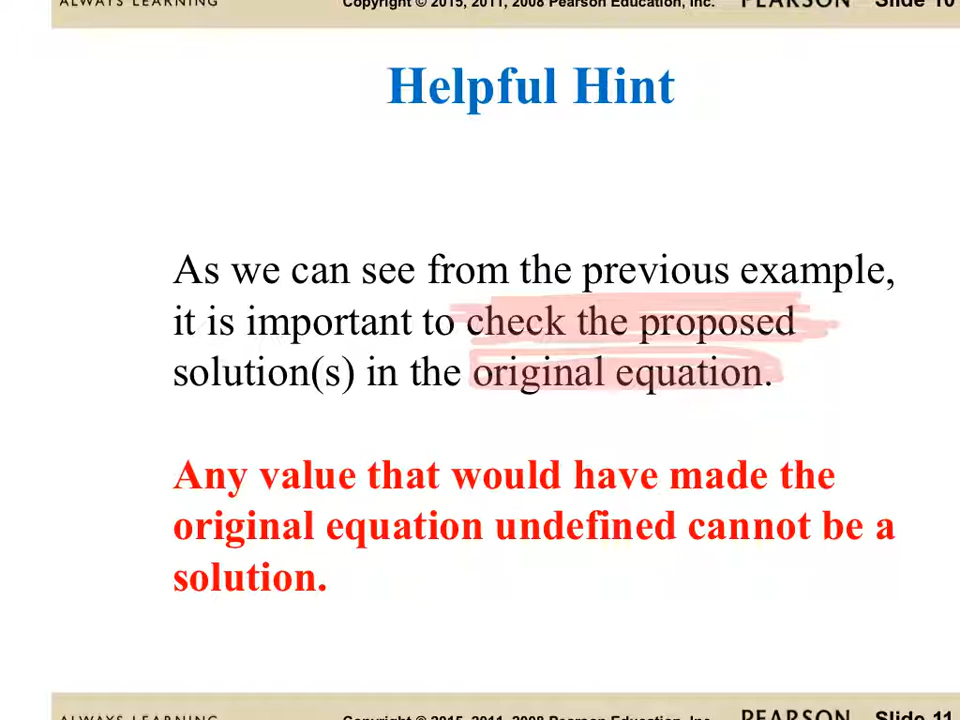 ALWAYS LEARNING Copyright © 2015, 2011, 2008 Pearson Education, Inc. PEARSON Slide 10
Helpful Hint
As we can see from the previous example,
it is important to check the proposed
solution(s) in the original equation.
Any value that would have made the
original equation undefined cannot be a
solution.
ALWAYS LEARNING Copyright © 2015, 2011, 2008 Pearson Education, Inc. PEARSON Slide 11